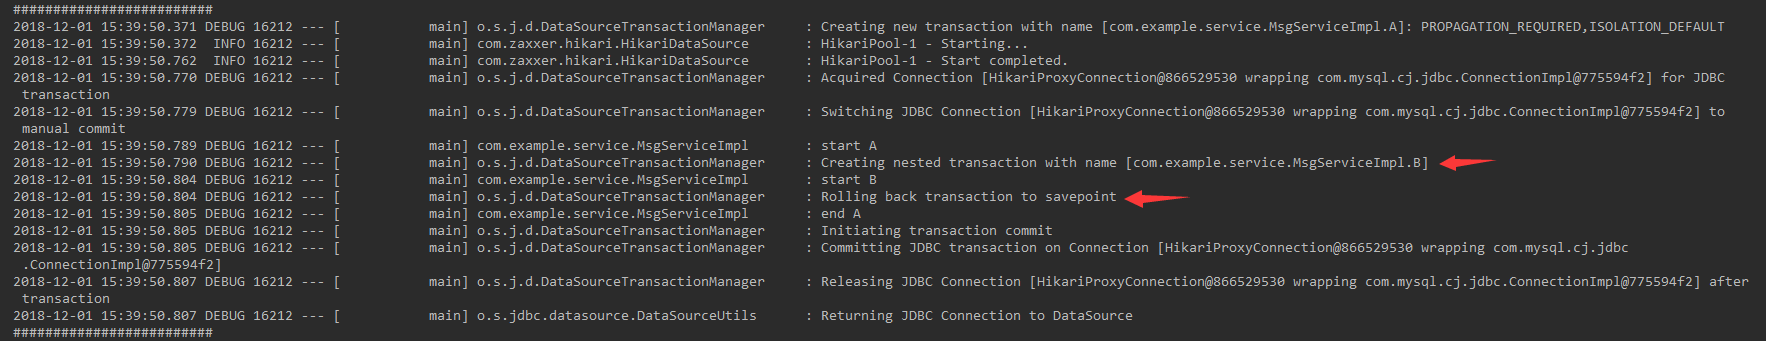 #########################
2018-12-01 15:39:50.371 DEBUG 16212 --- [           main] o.s.j.d.DataSourceTransactionManager     : Creating new transaction with name [com.example.service.MsgServiceImpl.A]: PROPAGATION_REQUIRED,ISOLATION_DEFAULT
2018-12-01 15:39:50.372  INFO 16212 --- [           main] com.zaxxer.hikari.HikariDataSource       : HikariPool-1 - Starting...
2018-12-01 15:39:50.762  INFO 16212 --- [           main] com.zaxxer.hikari.HikariDataSource       : HikariPool-1 - Start completed.
2018-12-01 15:39:50.770 DEBUG 16212 --- [           main] o.s.j.d.DataSourceTransactionManager     : Acquired Connection [HikariProxyConnection@866529530 wrapping com.mysql.cj.jdbc.ConnectionImpl@775594f2] for JDBC
 transaction
2018-12-01 15:39:50.779 DEBUG 16212 --- [           main] o.s.j.d.DataSourceTransactionManager     : Switching JDBC Connection [HikariProxyConnection@866529530 wrapping com.mysql.cj.jdbc.ConnectionImpl@775594f2] to
 manual commit
2018-12-01 15:39:50.789 DEBUG 16212 --- [           main] com.example.service.MsgServiceImpl       : start A
2018-12-01 15:39:50.790 DEBUG 16212 --- [           main] o.s.j.d.DataSourceTransactionManager     : Creating nested transaction with name [com.example.service.MsgServiceImpl.B]
2018-12-01 15:39:50.804 DEBUG 16212 --- [           main] com.example.service.MsgServiceImpl       : start B
2018-12-01 15:39:50.804 DEBUG 16212 --- [           main] o.s.j.d.DataSourceTransactionManager     : Rolling back transaction to savepoint
2018-12-01 15:39:50.805 DEBUG 16212 --- [           main] com.example.service.MsgServiceImpl       : end A
2018-12-01 15:39:50.805 DEBUG 16212 --- [           main] o.s.j.d.DataSourceTransactionManager     : Initiating transaction commit
2018-12-01 15:39:50.805 DEBUG 16212 --- [           main] o.s.j.d.DataSourceTransactionManager     : Committing JDBC transaction on Connection [HikariProxyConnection@866529530 wrapping com.mysql.cj.jdbc
 .ConnectionImpl@775594f2]
2018-12-01 15:39:50.807 DEBUG 16212 --- [           main] o.s.j.d.DataSourceTransactionManager     : Releasing JDBC Connection [HikariProxyConnection@866529530 wrapping com.mysql.cj.jdbc.ConnectionImpl@775594f2] after
 transaction
2018-12-01 15:39:50.807 DEBUG 16212 --- [           main] o.s.jdbc.datasource.DataSourceUtils      : Returning JDBC Connection to DataSource
#########################